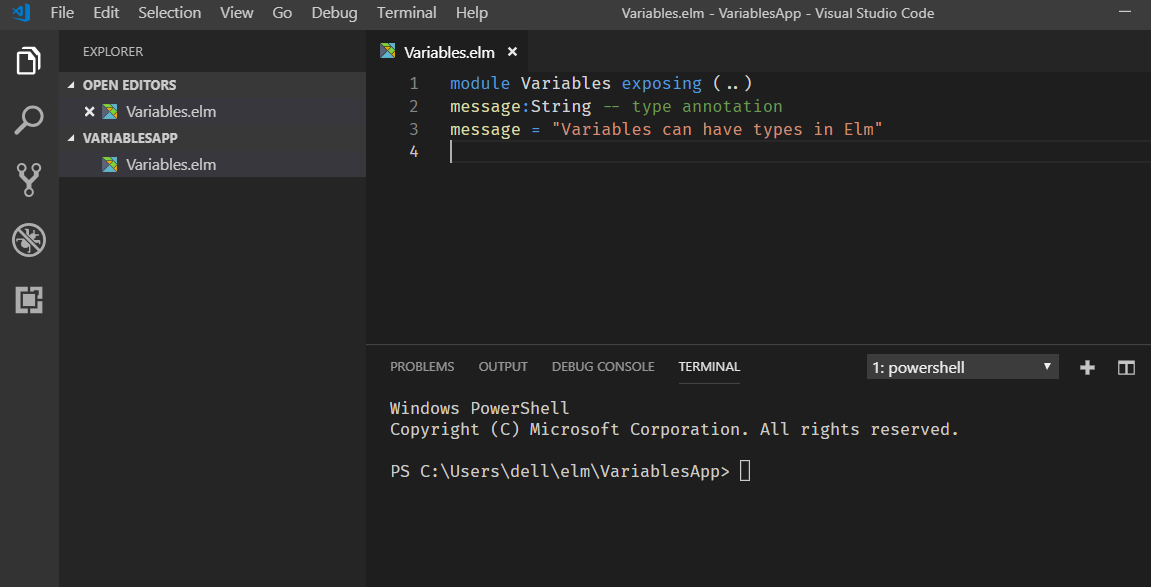 File Edit Selection View Go Debug Terminal Help Variables.elm - VariablesApp - Visual Studio Code
EXPLORER
OPEN EDITORS
Variables.elm
VARIABLESAPP
Variables.elm
Variables.elm
1 module Variables exposing (..)
2 message:String -- type annotation
3 message = "Variables can have types in Elm"
4
PROBLEMS OUTPUT DEBUG CONSOLE TERMINAL 1: powershell
Windows PowerShell
Copyright (C) Microsoft Corporation. All rights reserved.
PS C:\Users\dell\elm\VariablesApp>